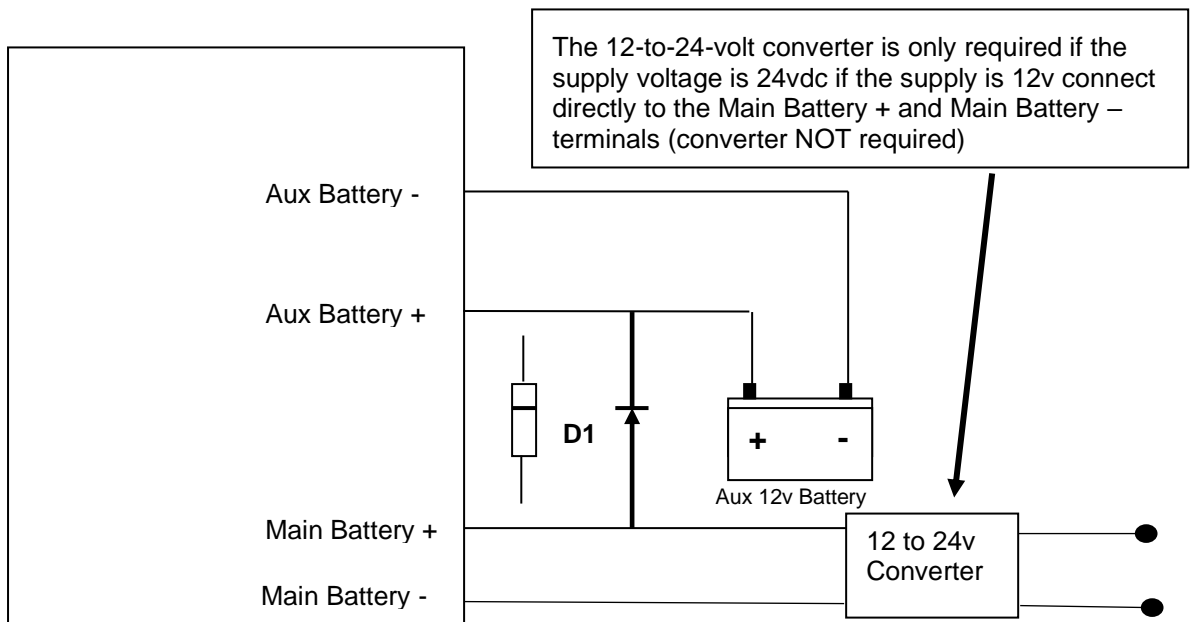 The 12-to-24-volt converter is only required if the
supply voltage is 24vdc if the supply is 12v connect
directly to the Main Battery + and Main Battery –
terminals (converter NOT required)
Aux Battery -
Aux Battery +
D1
+ -
Aux 12v Battery
Main Battery +
12 to 24v
Converter
Main Battery -